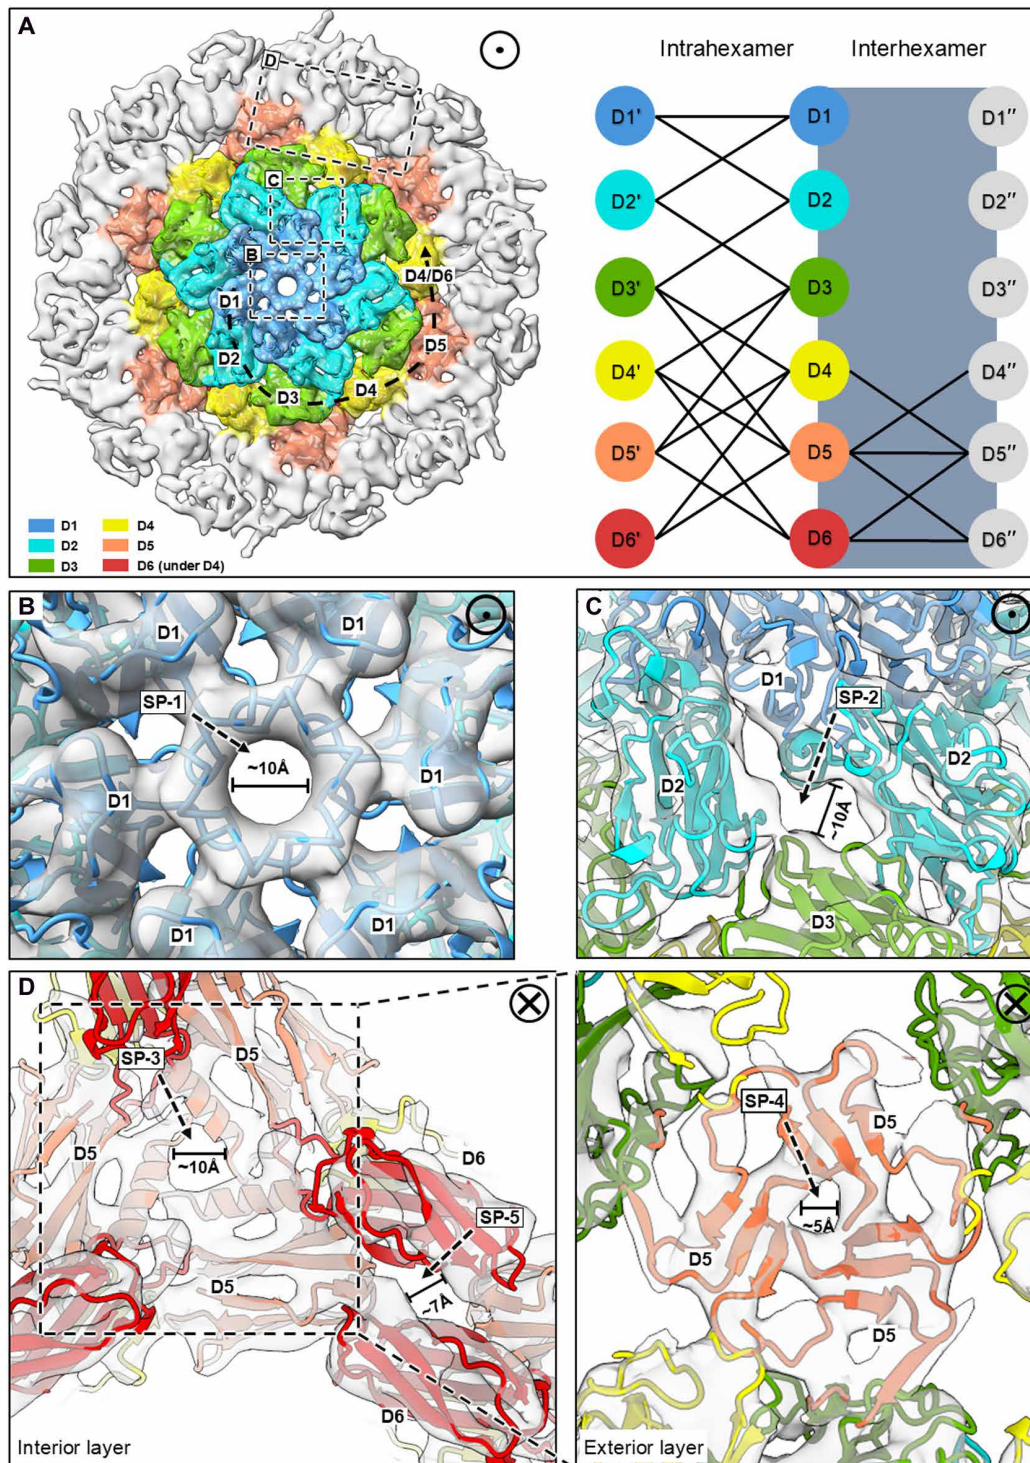 A
D
C
B
D1
D2
D3
D4
D5
D4/D6
D1
D2
D3
D4
D5
D6 (under D4)
Intrahexamer
Interhexamer
D1'
D1
D1''
D2'
D2
D2''
D3'
D3
D3''
D4'
D4
D4''
D5'
D5
D5''
D6'
D6
D6''
B
D1
D1
SP-1
~10Å
D1
D1
D1
D1
C
D1
SP-2
D2
D2
~10Å
D3
D
SP-3
D5
D5
~10Å
D6
SP-5
D5
~7Å
D6
Interior layer
SP-4
D5
~5Å
D5
D5
Exterior layer